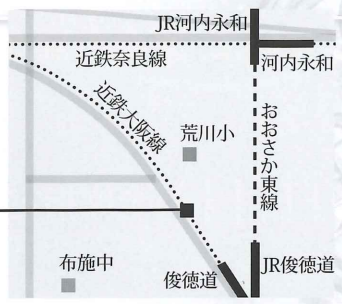 JR河内永和
近鉄奈良線
河内永和
近鉄大阪線
おおさか東線
荒川小
布施中
俊徳道
JR俊徳道